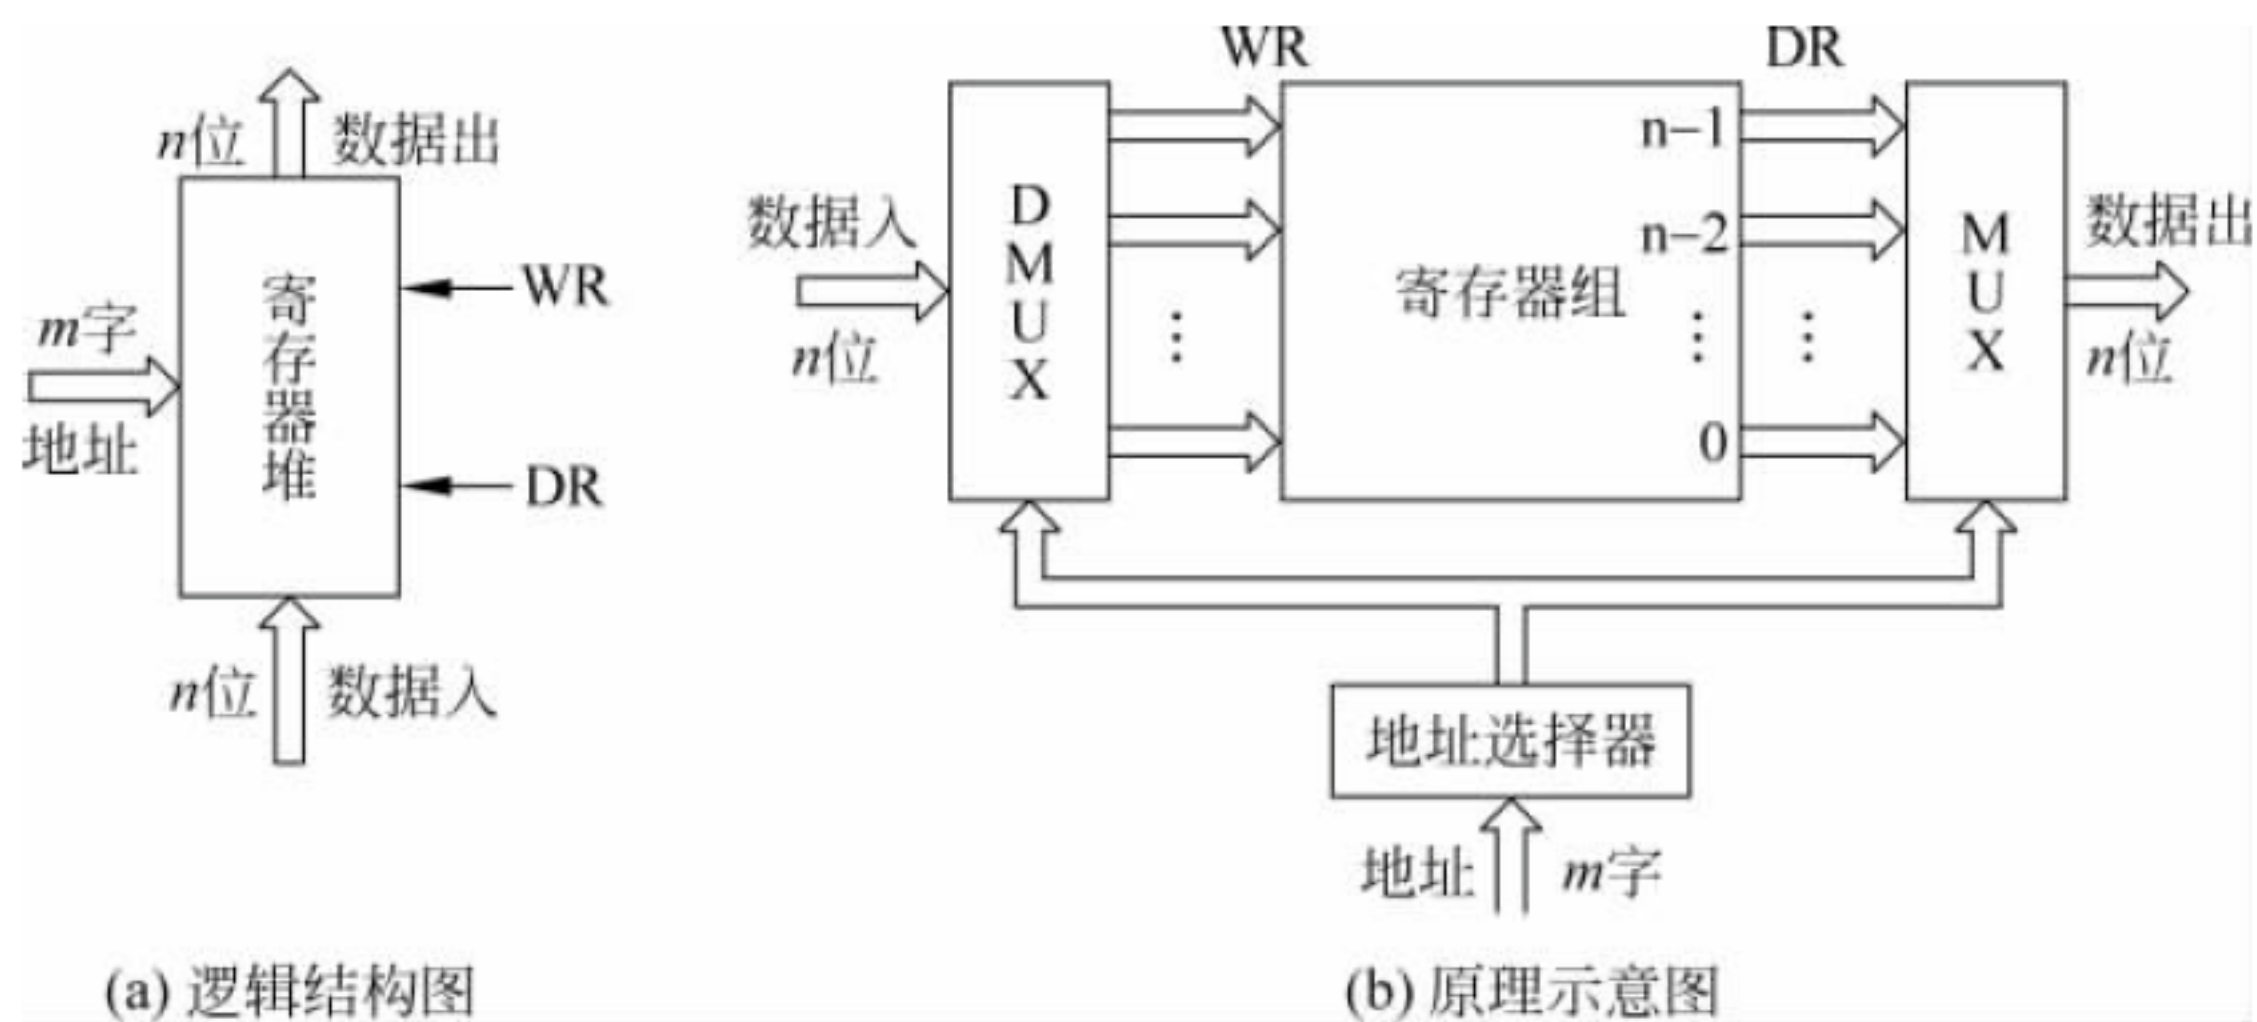 n位 数据出
寄存器堆
WR
m字
地址
DR
n位 数据入
(a) 逻辑结构图
WR DR
数据入
n位
DMUX
n-1
n-2
寄存器组
0
MUX
数据出
n位
地址选择器
地址 m字
(b) 原理示意图